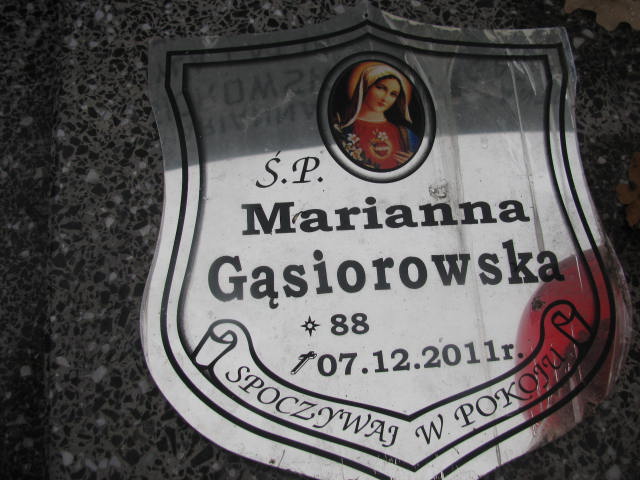 Ś.P.
Marianna
Gąsiorowska
88
07.12.2011r.
SPOCZYWAJ W POKOJU